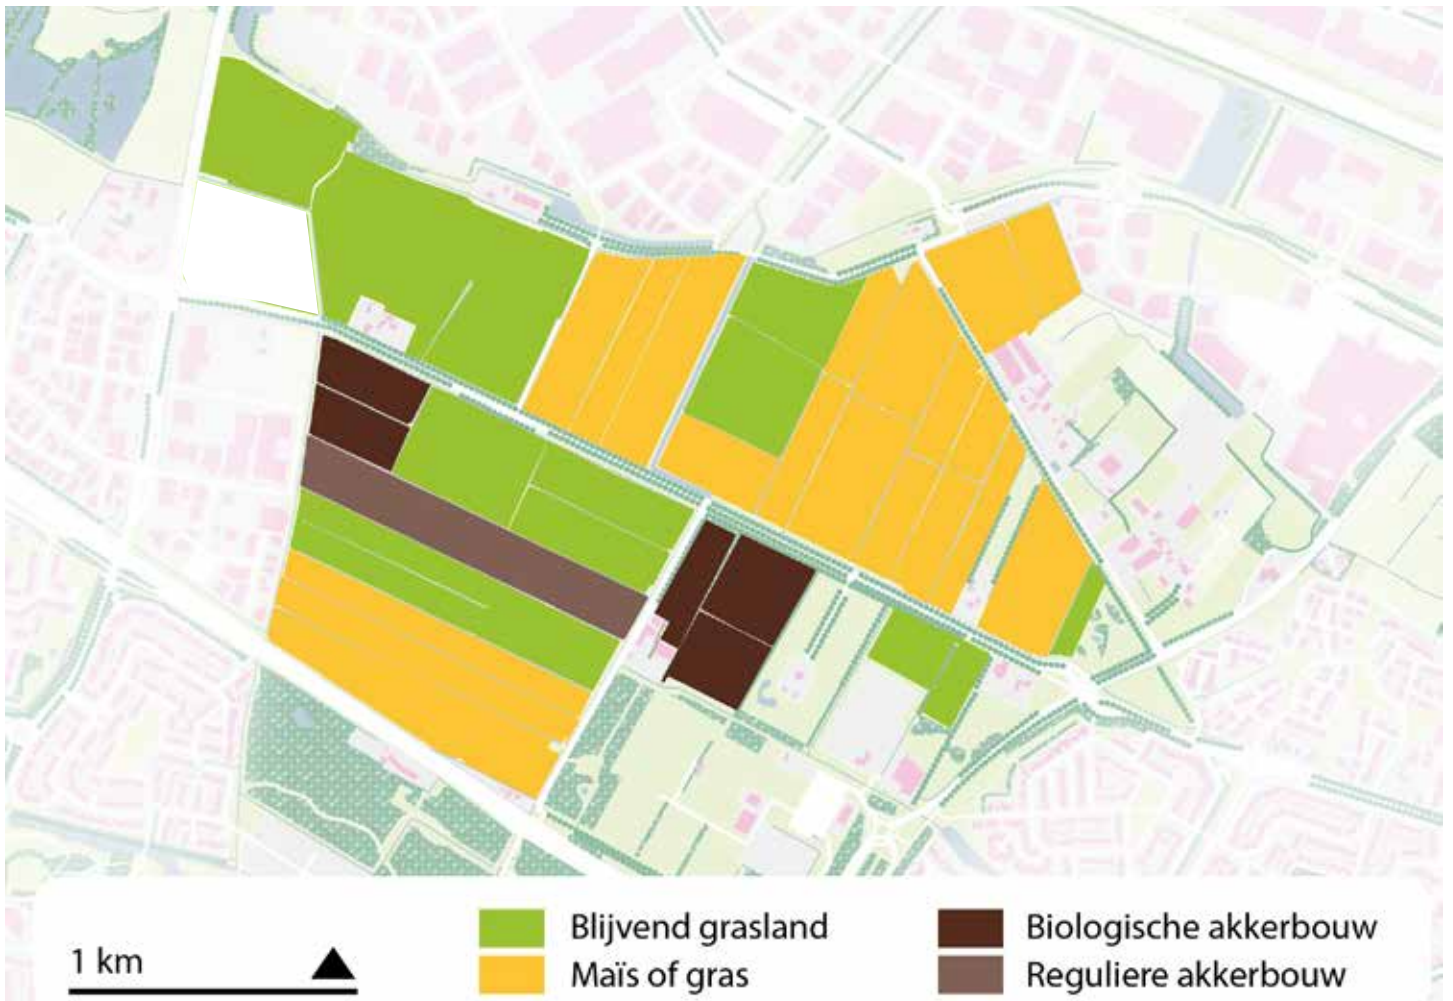 1 km
Blijvend grasland
Maïs of gras
Biologische akkerbouw
Reguliere akkerbouw